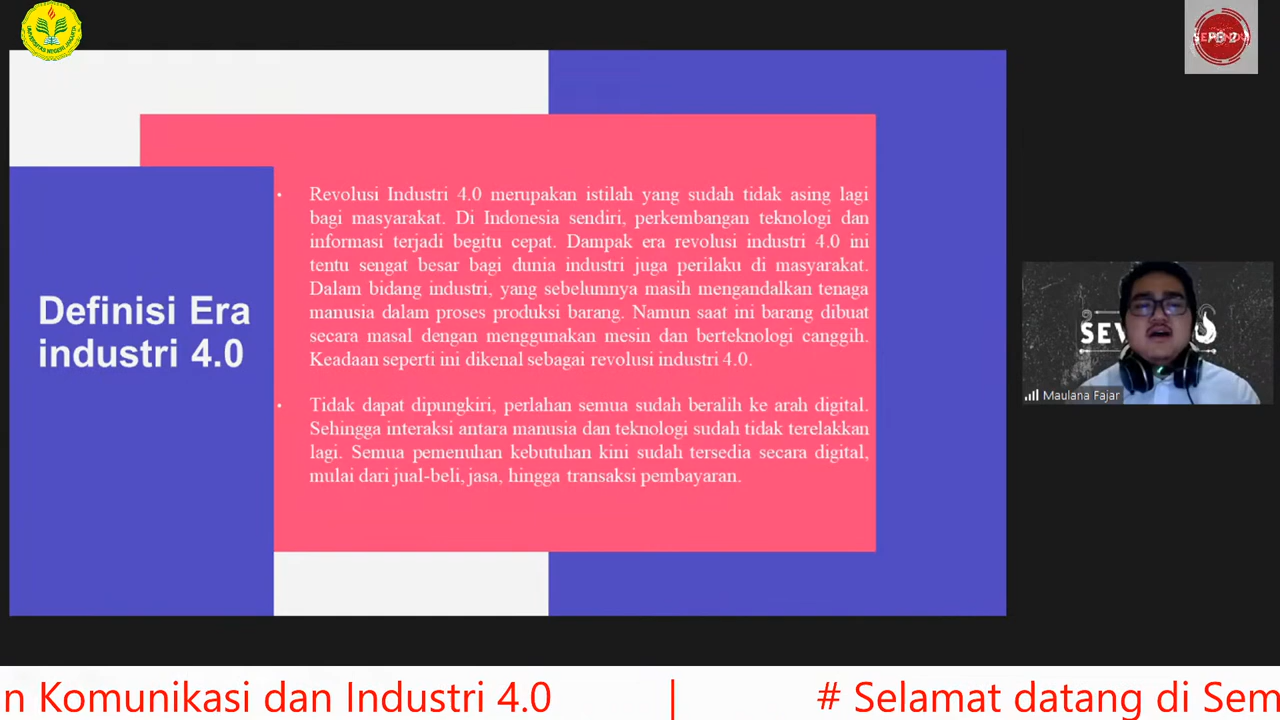 UNIVERSITAS NEGERI JAKARTA
Definisi Era
industri 4.0
• Revolusi Industri 4.0 merupakan istilah yang sudah tidak asing lagi
bagi masyarakat. Di Indonesia sendiri, perkembangan teknologi dan
informasi terjadi begitu cepat. Dampak era revolusi industri 4.0 ini
tentu sengat besar bagi dunia industri juga perilaku di masyarakat.
Dalam bidang industri, yang sebelumnya masih mengandalkan tenaga
manusia dalam proses produksi barang. Namun saat ini barang dibuat
secara masal dengan menggunakan mesin dan berteknologi canggih.
Keadaan seperti ini dikenal sebagai revolusi industri 4.0.
• Tidak dapat dipungkiri, perlahan semua sudah beralih ke arah digital.
Sehingga interaksi antara manusia dan teknologi sudah tidak terelakkan
lagi. Semua pemenuhan kebutuhan kini sudah tersedia secara digital,
mulai dari jual-beli, jasa, hingga transaksi pembayaran.
Maulana Fajar
n Komunikasi dan Industri 4.0 | # Selamat datang di Sem